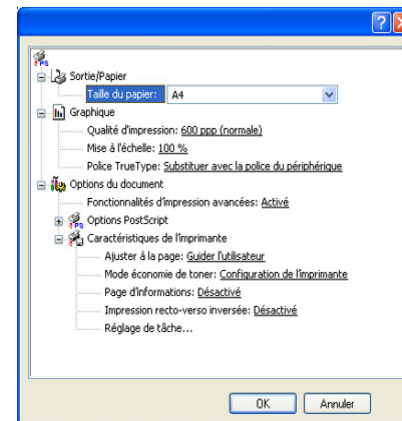 Sortie/Papier
Taille du papier: A4
Graphique
Qualité d'impression: 600 ppp (normale)
Mise à l'échelle: 100 %
Police TrueType: Substituer avec la police du périphérique
Options du document
Fonctionnalités d'impression avancées: Activé
Options PostScript
Caractéristiques de l'imprimante
Ajuster à la page: Guider l'utilisateur
Mode économie de toner: Configuration de l'imprimante
Page d'informations: Désactivé
Impression recto-verso inversée: Désactivé
Réglage de tâche...
OK Annuler